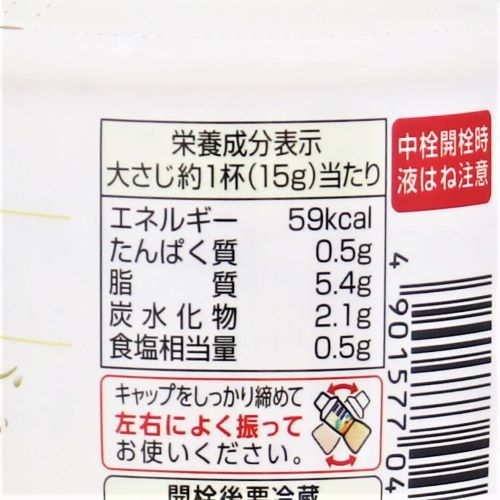 栄養成分表示
大さじ約1杯(15g)当たり
エネルギー 59kcal
たんぱく質 0.5g
脂質 5.4g
炭水化物 2.1g
食塩相当量 0.5g
中栓開栓時
液はね注意
キャップをしっかり締めて
左右によく振って
お使いください。
開栓後要冷蔵
4 901577 04